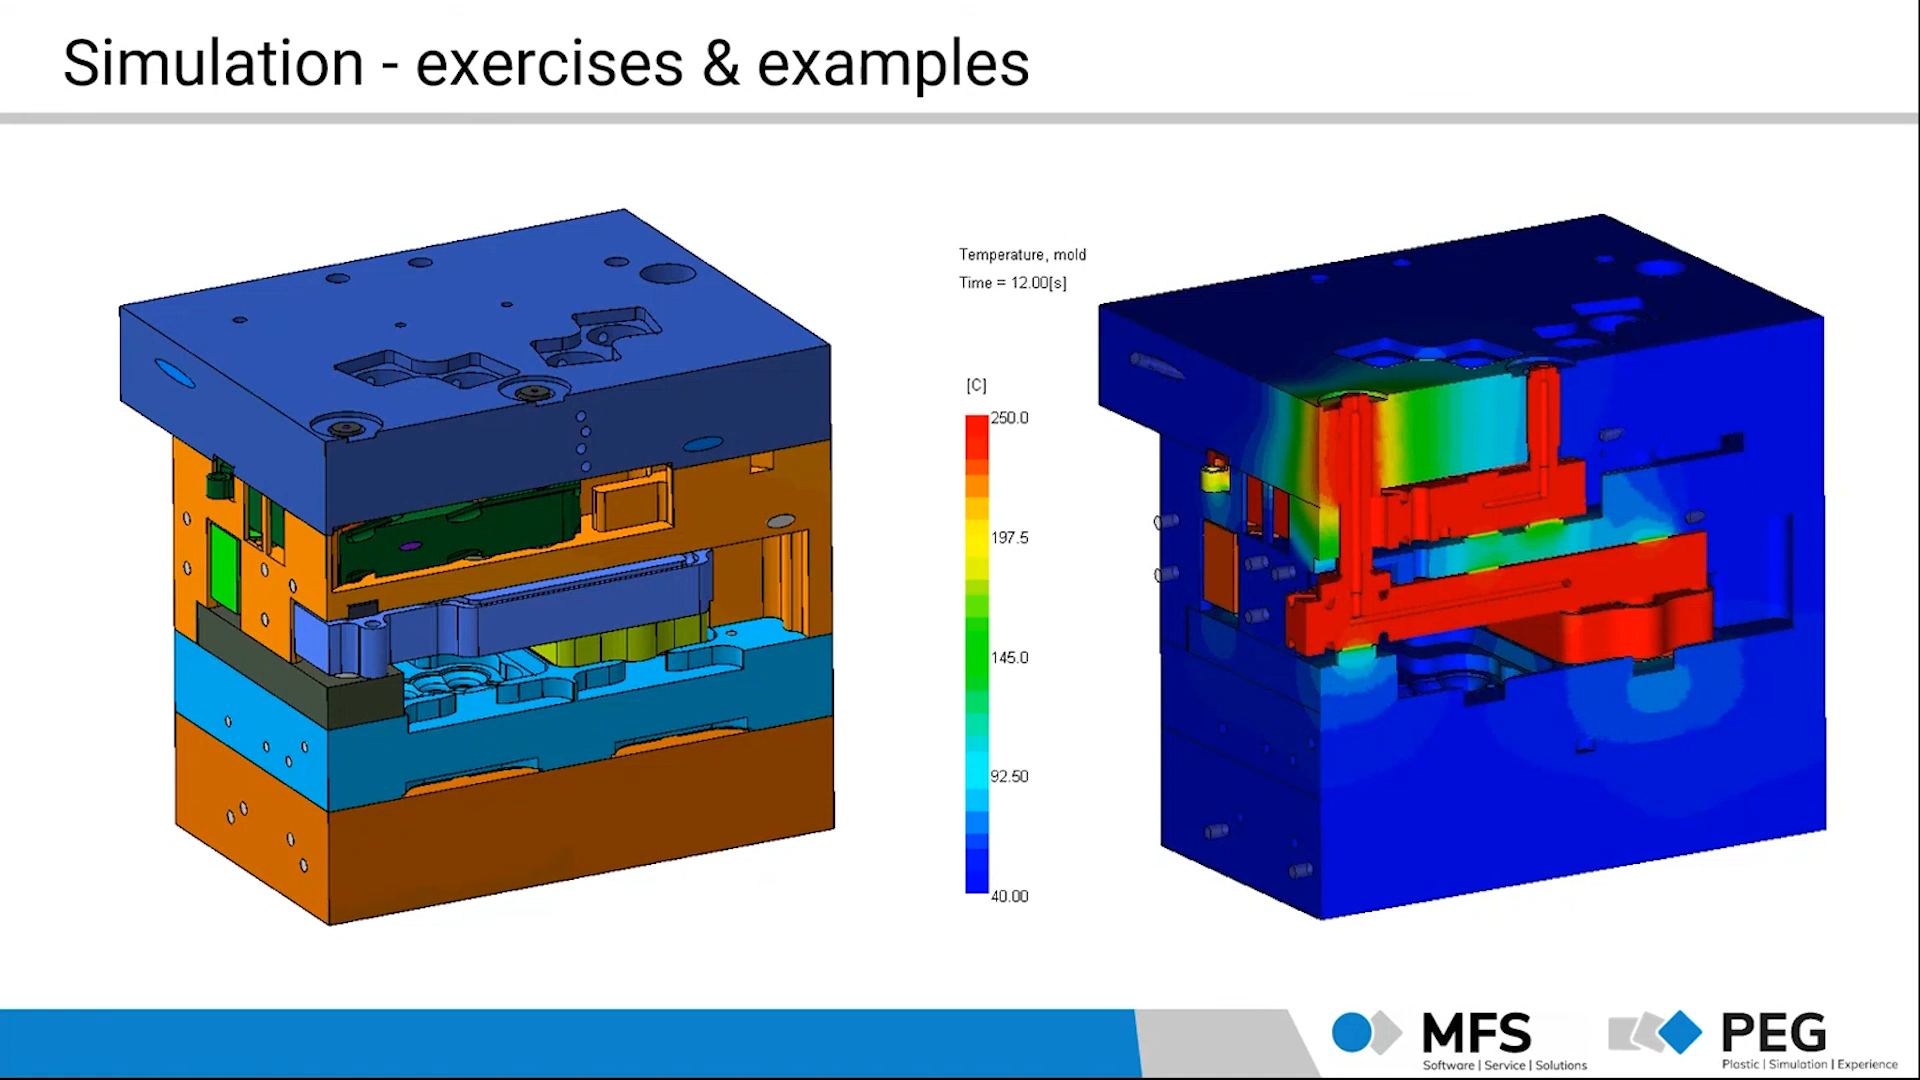 Simulation - exercises & examples
Temperature, mold
Time = 12.00[s]
[C]
250.0
197.5
145.0
92.50
40.00
MFS
Software | Service | Solutions
PEG
Plastic | Simulation | Experience